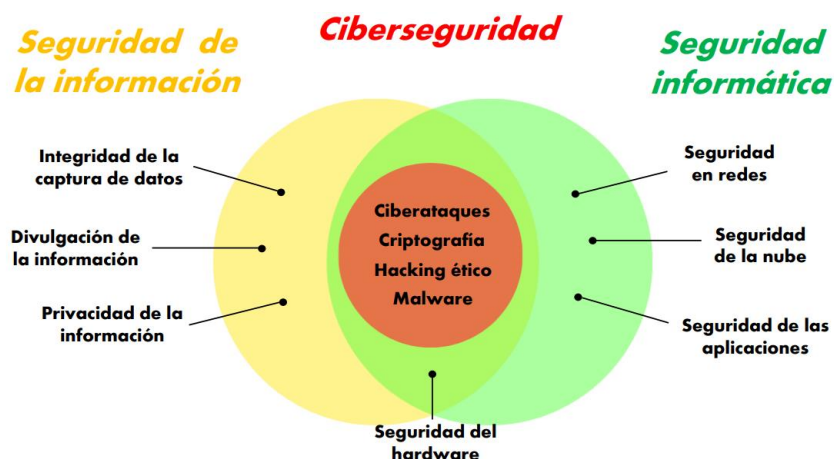 Seguridad de
la información
Ciberseguridad
Seguridad
informática
Integridad de la
captura de datos
Divulgación de
la información
Privacidad de la
información
Ciberataques
Criptografía
Hacking ético
Malware
Seguridad
en redes
Seguridad
de la nube
Seguridad de las
aplicaciones
Seguridad del
hardware